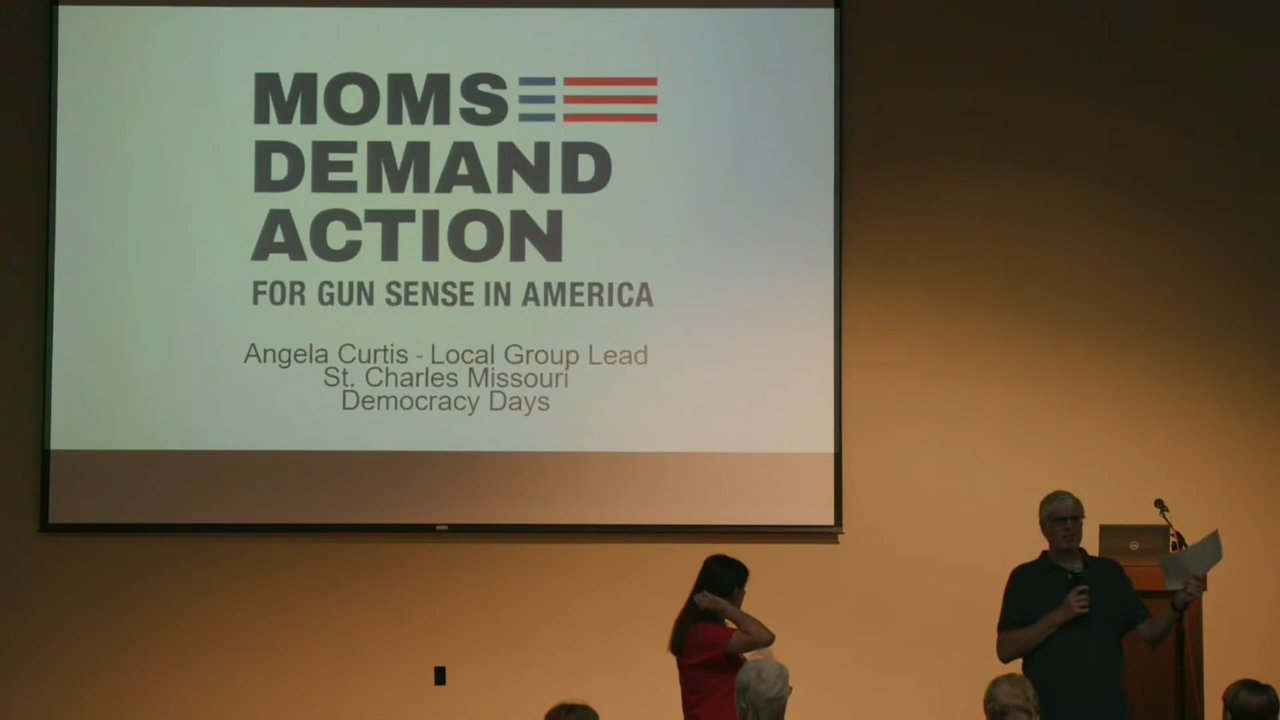 MOMS
DEMAND
ACTION
FOR GUN SENSE IN AMERICA
Angela Curtis - Local Group Lead
St. Charles Missouri
Democracy Days